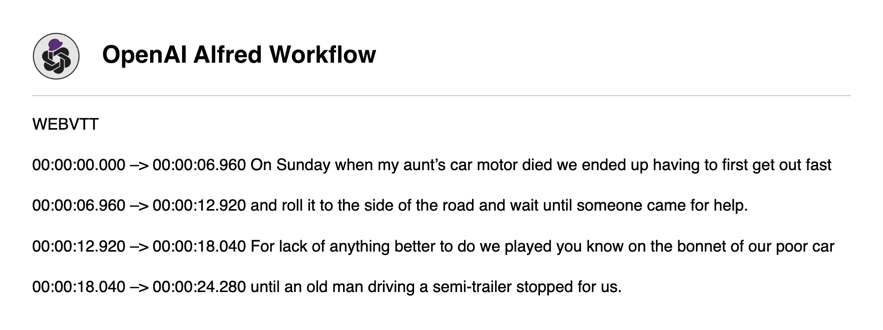 OpenAI Alfred Workflow
WEBVTT
00:00:00.000 –> 00:00:06.960 On Sunday when my aunt’s car motor died we ended up having to first get out fast
00:00:06.960 –> 00:00:12.920 and roll it to the side of the road and wait until someone came for help.
00:00:12.920 –> 00:00:18.040 For lack of anything better to do we played you know on the bonnet of our poor car
00:00:18.040 –> 00:00:24.280 until an old man driving a semi-trailer stopped for us.